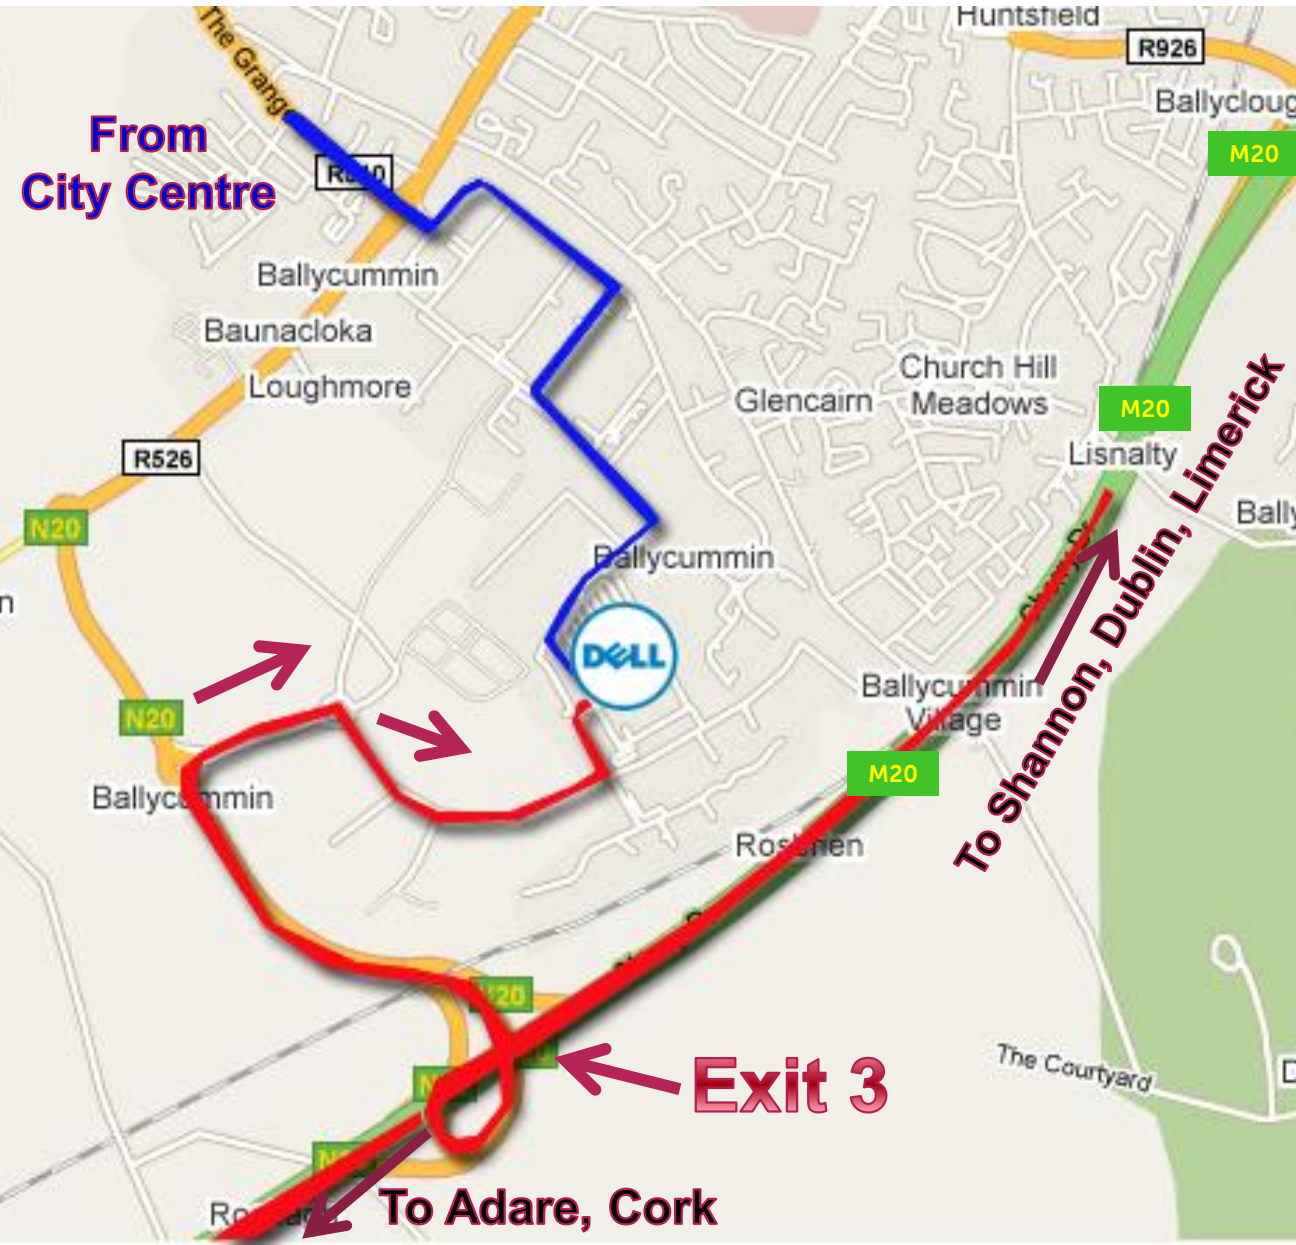 The Grange
Huntsfield
R926
Ballycloug
M20
From
City Centre
Ballycummin
Baunacloka
Loughmore
Church Hill
Meadows
Glencairn
M20
Lisnalty
R526
N20
Bally
Ballycummin
n
DELL
To Shannon, Dublin, Limerick
N20
Ballycummin
Village
M20
Ballycummin
N20
Exit 3
The Courtyard
D
To Adare, Cork